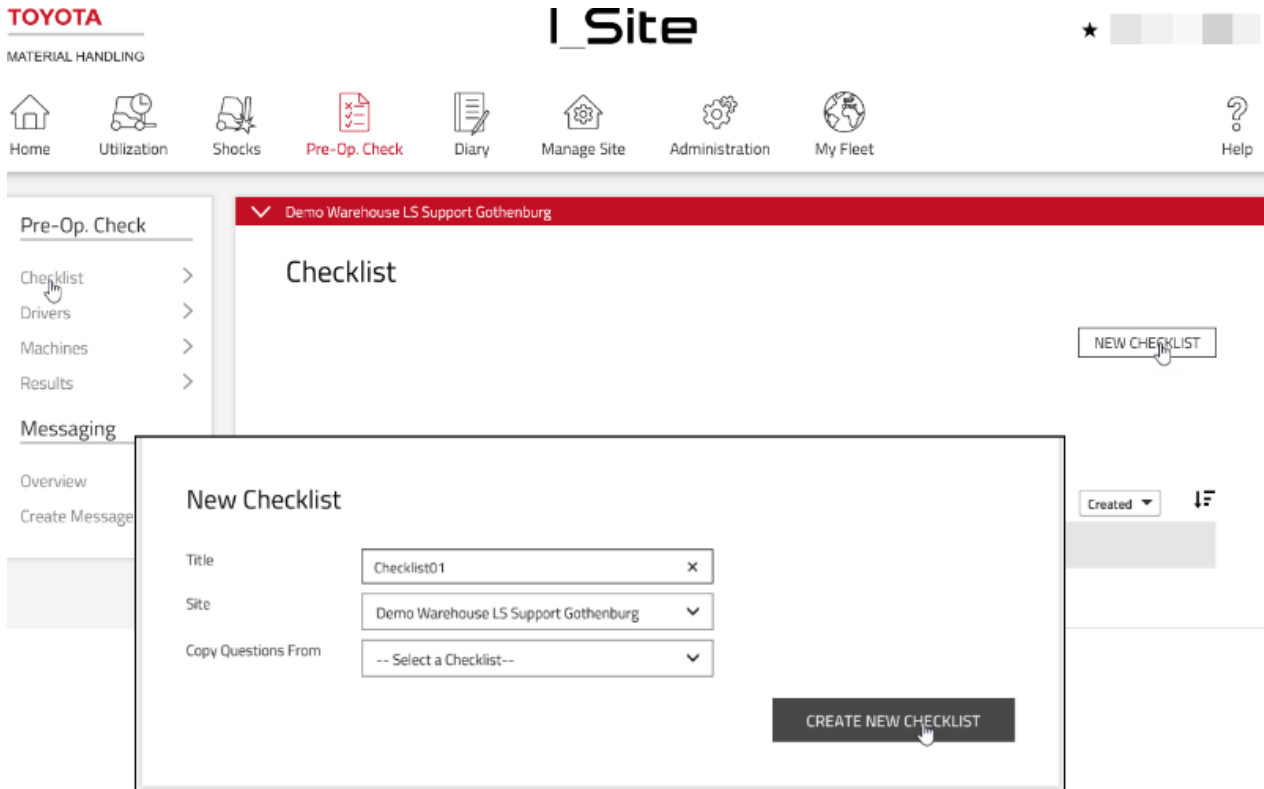 TOYOTA
MATERIAL HANDLING
I_Site
Home
Utilization
Shocks
Pre-Op. Check
Diary
Manage Site
Administration
My Fleet
Help
Pre-Op. Check
Checklist
Drivers
Machines
Results
Messaging
Overview
Create Message
Demo Warehouse LS Support Gothenburg
Checklist
NEW CHECKLIST
Created
New Checklist
Title
Checklist01
Site
Demo Warehouse LS Support Gothenburg
Copy Questions From
-- Select a Checklist--
CREATE NEW CHECKLIST